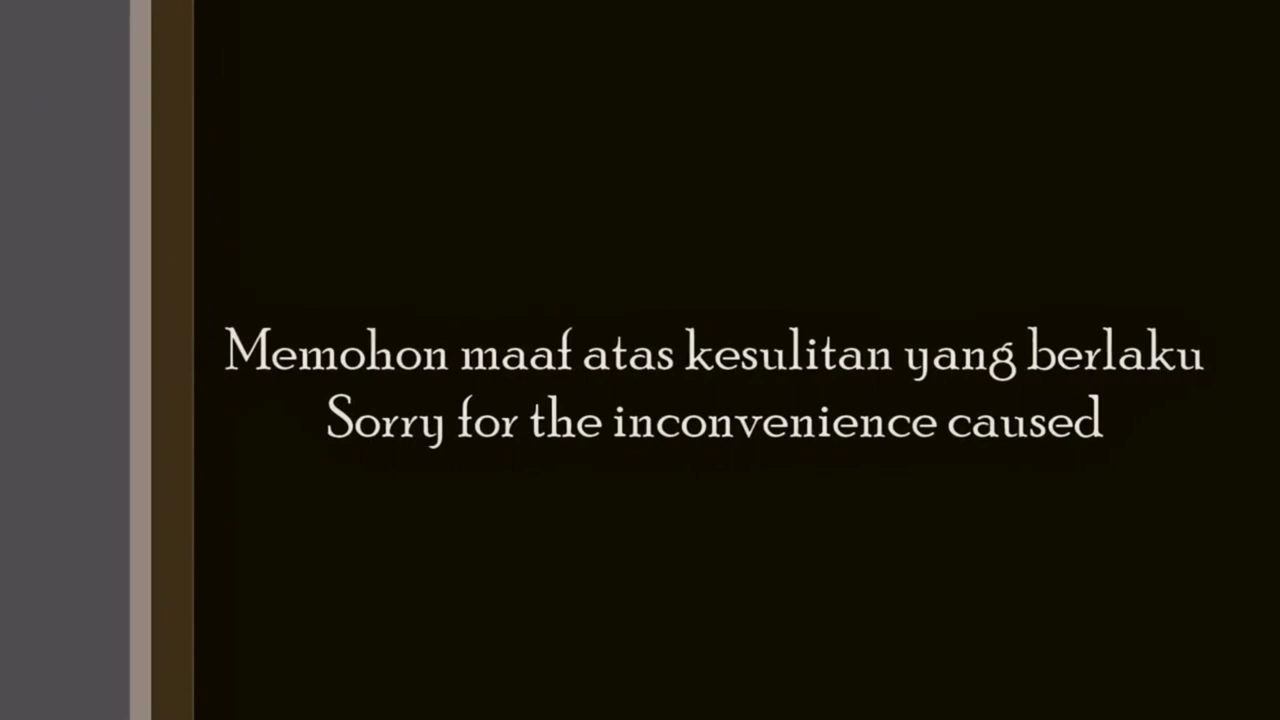 Memohon maaf atas kesulitan yang berlaku
Sorry for the inconvenience caused